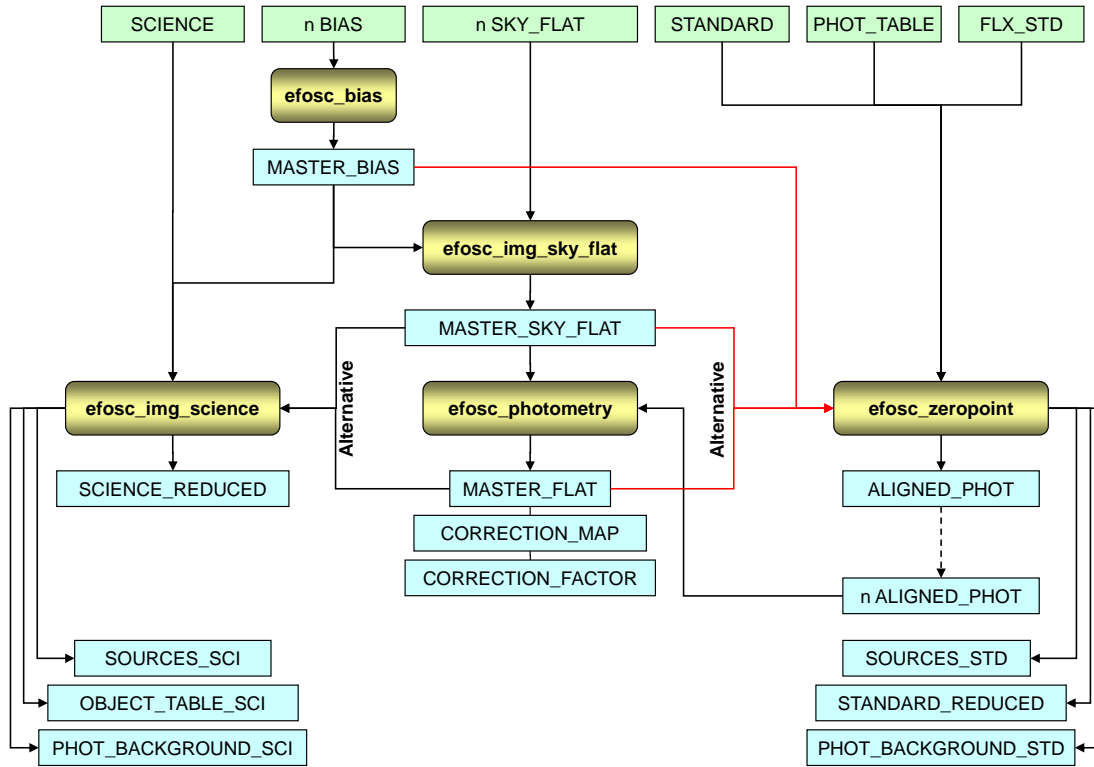 SCIENCE
n BIAS
n SKY_FLAT
STANDARD
PHOT_TABLE
FLX_STD
efosc_bias
MASTER_BIAS
efosc_img_sky_flat
MASTER_SKY_FLAT
Alternative
Alternative
efosc_img_science
efosc_photometry
efosc_zeropoint
SCIENCE_REDUCED
MASTER_FLAT
ALIGNED_PHOT
CORRECTION_MAP
CORRECTION_FACTOR
n ALIGNED_PHOT
SOURCES_SCI
SOURCES_STD
OBJECT_TABLE_SCI
STANDARD_REDUCED
PHOT_BACKGROUND_SCI
PHOT_BACKGROUND_STD